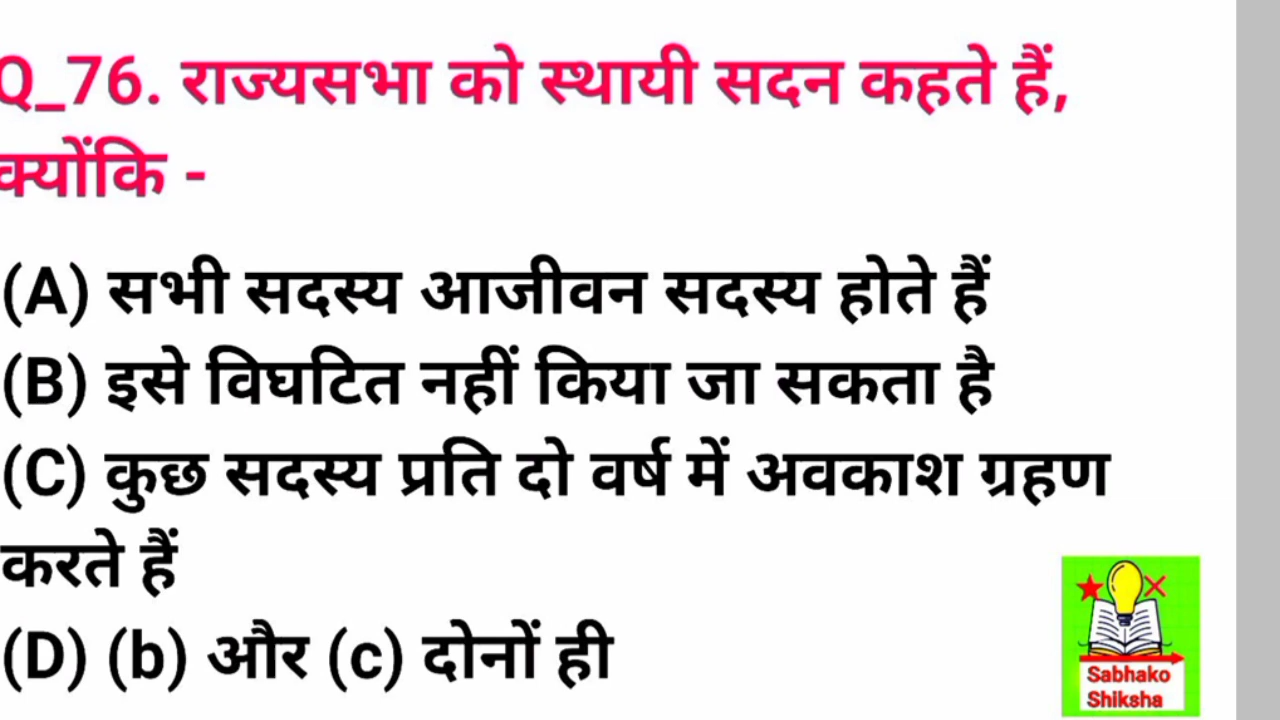 Q_76. राज्यसभा को स्थायी सदन कहते हैं,
क्योंकि -
(A) सभी सदस्य आजीवन सदस्य होते हैं
(B) इसे विघटित नहीं किया जा सकता है
(C) कुछ सदस्य प्रति दो वर्ष में अवकाश ग्रहण
करते हैं
(D) (b) और (c) दोनों ही
Sabhako
Shiksha